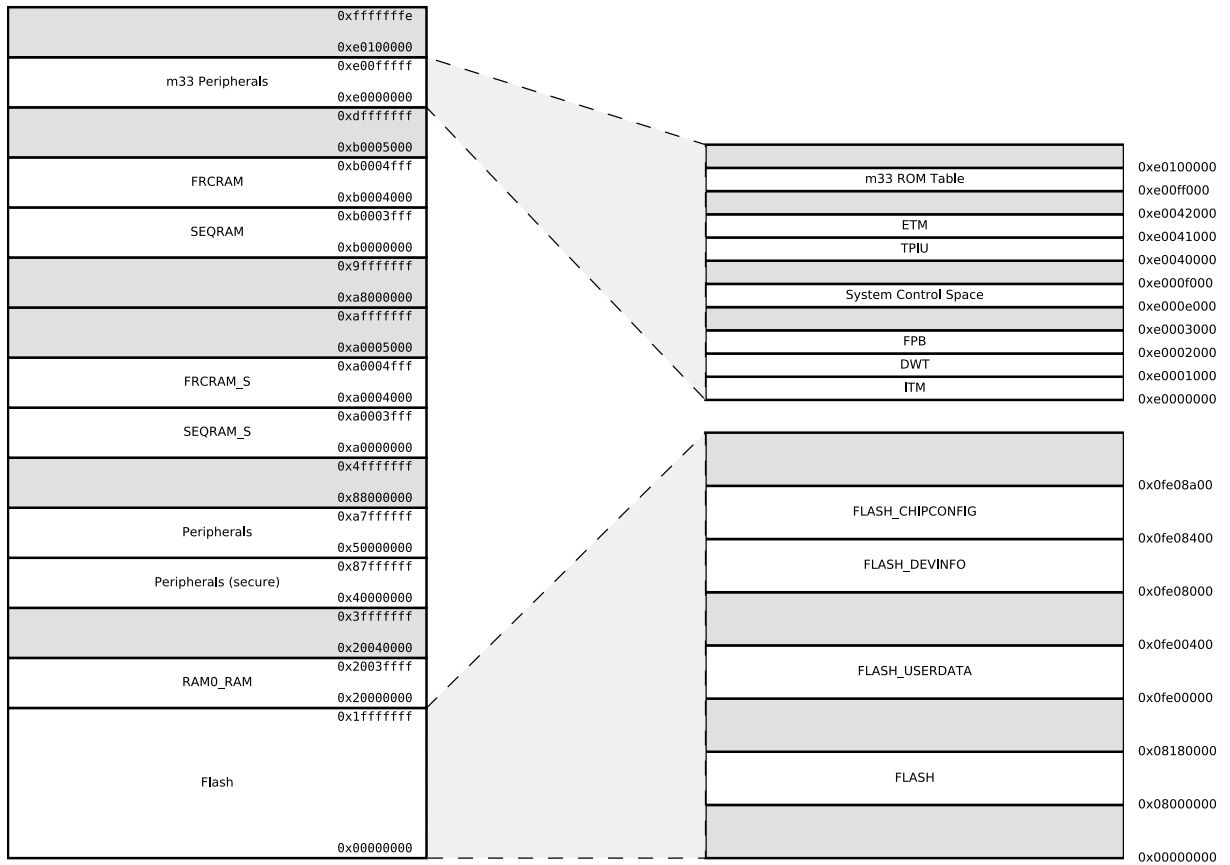 0xfffffffe
0xe0100000
0xe00fffff
m33 Peripherals
0xe0000000
0xdfffffff
0xb0005000
0xb0004fff
FRCRAM
0xb0004000
0xb0003fff
SEQRAM
0xb0000000
0x9fffffff
0xa8000000
0xafffffff
0xa0005000
0xa0004fff
FRCRAM_S
0xa0004000
0xa0003fff
SEQRAM_S
0xa0000000
0x4fffffff
0x88000000
0xa7ffffff
Peripherals
0x50000000
0x87ffffff
Peripherals (secure)
0x40000000
0x3fffffff
0x20040000
0x2003ffff
RAM0_RAM
0x20000000
0x1fffffff
Flash
0x00000000
0xe0100000
m33 ROM Table
0xe00ff000
0xe0042000
ETM
0xe0041000
TPIU
0xe0040000
0xe000f000
System Control Space
0xe000e000
0xe0003000
FPB
0xe0002000
DWT
0xe0001000
ITM
0xe0000000
0x0fe08a00
FLASH_CHIPCONFIG
0x0fe08400
FLASH_DEVINFO
0x0fe08000
0x0fe00400
FLASH_USERDATA
0x0fe00000
0x08180000
FLASH
0x08000000
0x00000000